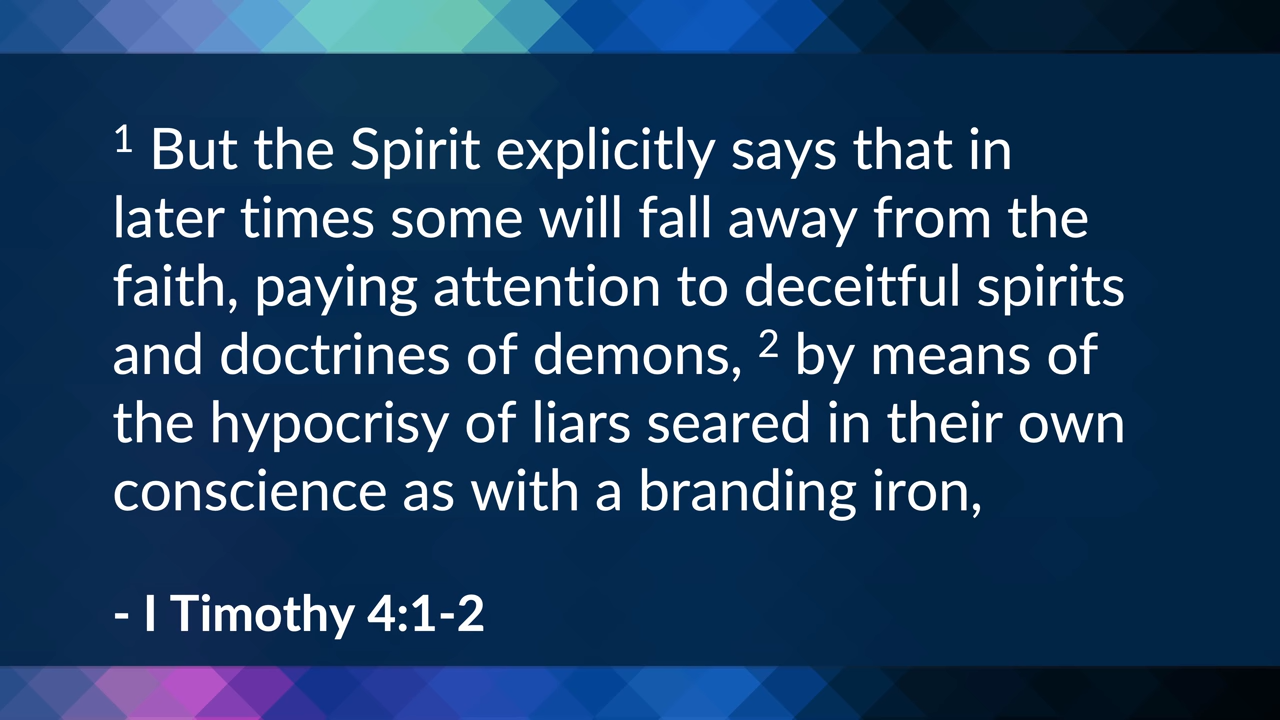 1 But the Spirit explicitly says that in
later times some will fall away from the
faith, paying attention to deceitful spirits
and doctrines of demons, 2 by means of
the hypocrisy of liars seared in their own
conscience as with a branding iron,
- I Timothy 4:1-2